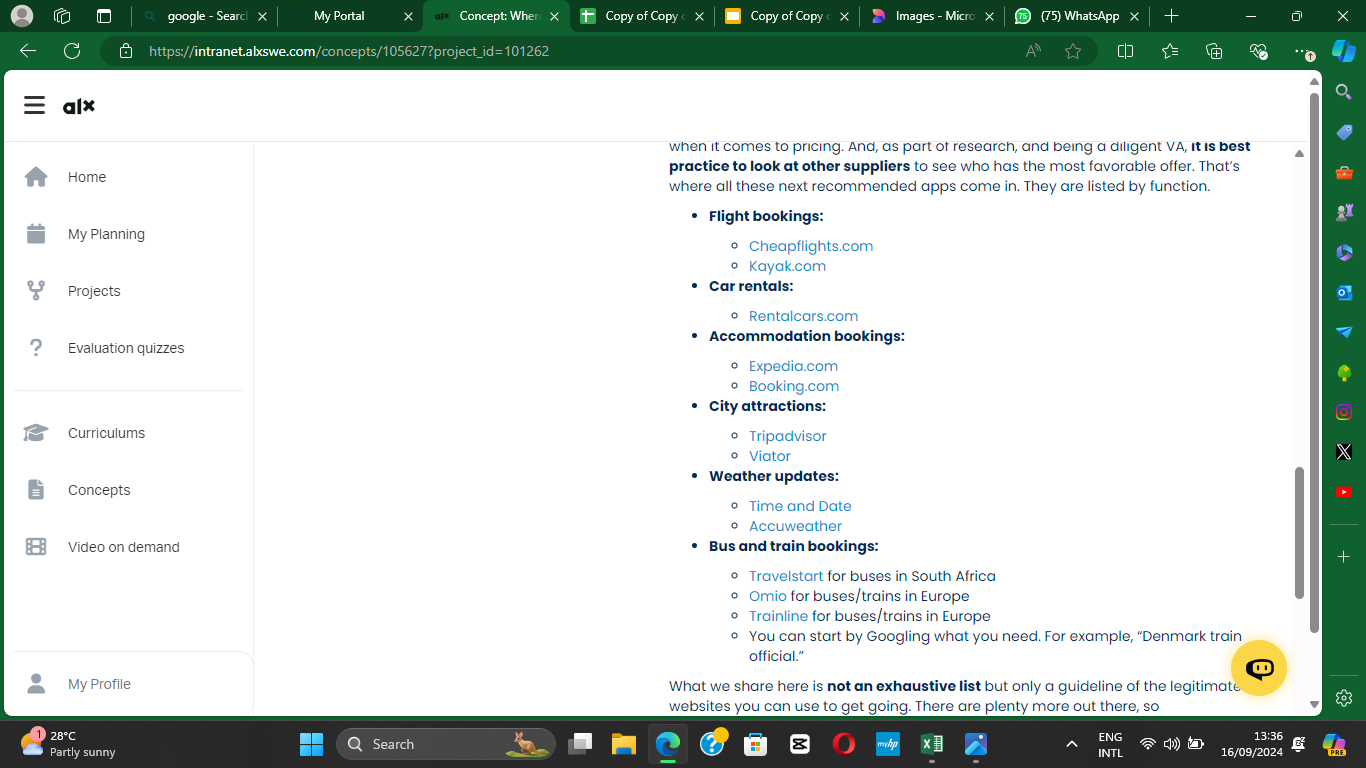 google - Searc
My Portal
alx
Concept: Wher
Copy of Copy
Copy of Copy
Images - Micro
75
(75) WhatsApp
https://intranet.alxswe.com/concepts/105627?project_id=101262
alx
Home
My Planning
Projects
Evaluation quizzes
Curriculums
Concepts
Video on demand
My Profile
when it comes to pricing. And, as part of research, and being a diligent VA, it is best
practice to look at other suppliers to see who has the most favorable offer. That's
where all these next recommended apps come in. They are listed by function.
Flight bookings:
Cheapflights.com
Kayak.com
Car rentals:
Rentalcars.com
Accommodation bookings:
Expedia.com
Booking.com
City attractions:
Tripadvisor
Viator
Weather updates:
Time and Date
Accuweather
Bus and train bookings:
Travelstart for buses in South Africa
Omio for buses/trains in Europe
Trainline for buses/trains in Europe
You can start by Googling what you need. For example, “Denmark train
official.”
What we share here is not an exhaustive list but only a guideline of the legitimate
websites you can use to get going. There are plenty more out there, so
1
28°C
Partly sunny
Search
myhp
ENG
INTL
13:36
16/09/2024
PRE